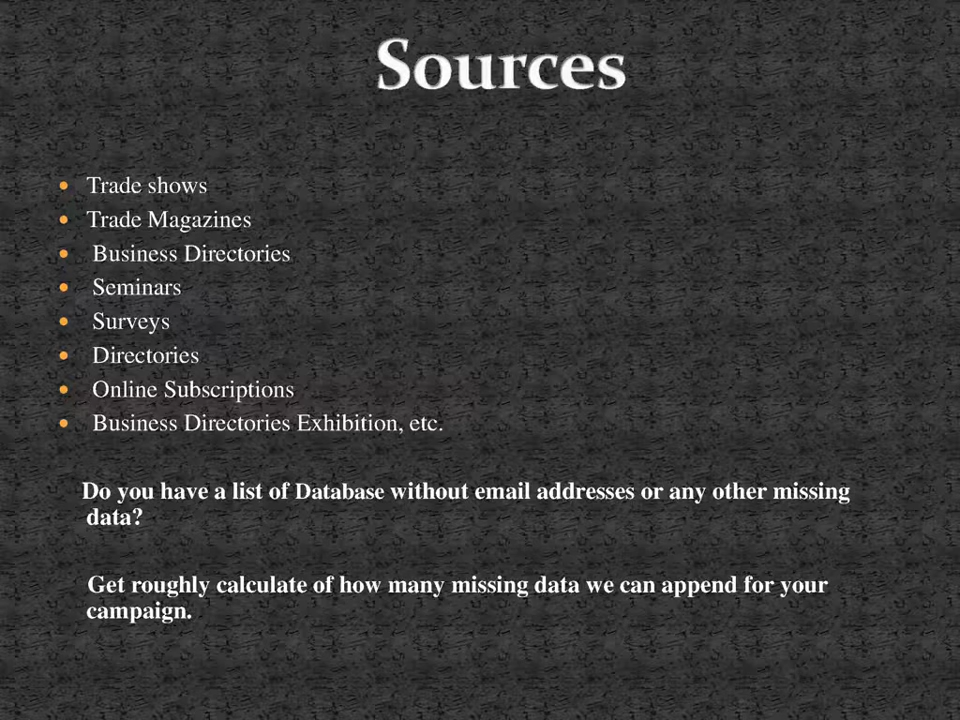 Sources
Trade shows
Trade Magazines
Business Directories
Seminars
Surveys
Directories
Online Subscriptions
Business Directories Exhibition, etc.
Do you have a list of Database without email addresses or any other missing
data?
Get roughly calculate of how many missing data we can append for your
campaign.